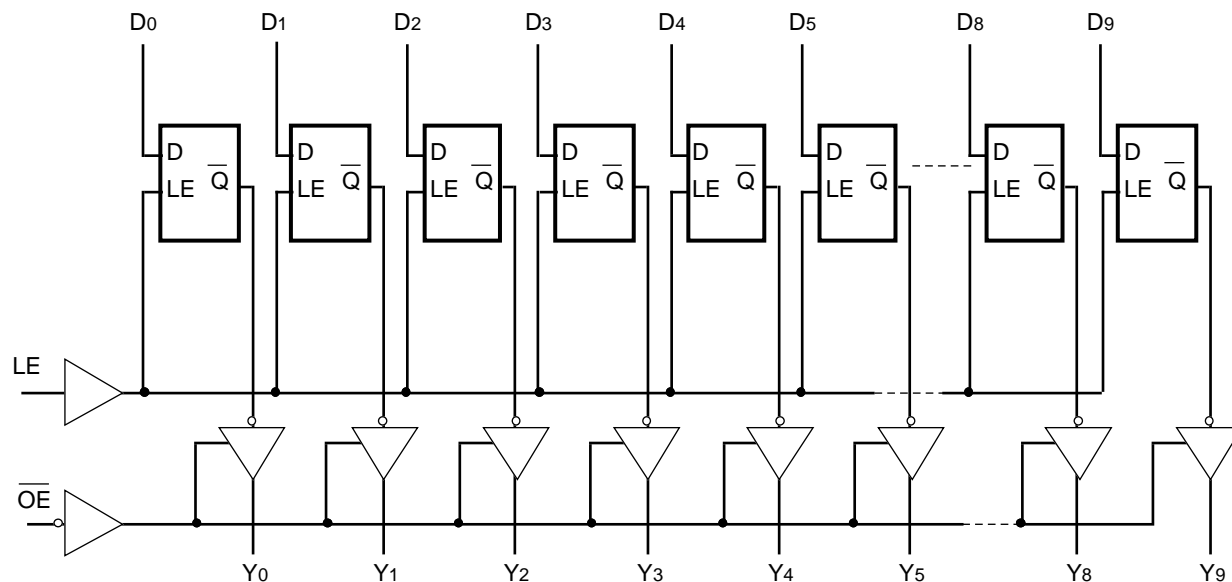 D0 D1 D2 D3 D4 D5 D8 D9
D D D D D D D D
Q̅ Q̅ Q̅ Q̅ Q̅ Q̅ Q̅ Q̅
LE LE LE LE LE LE LE LE
LE
O̅E̅
Y0 Y1 Y2 Y3 Y4 Y5 Y8 Y9